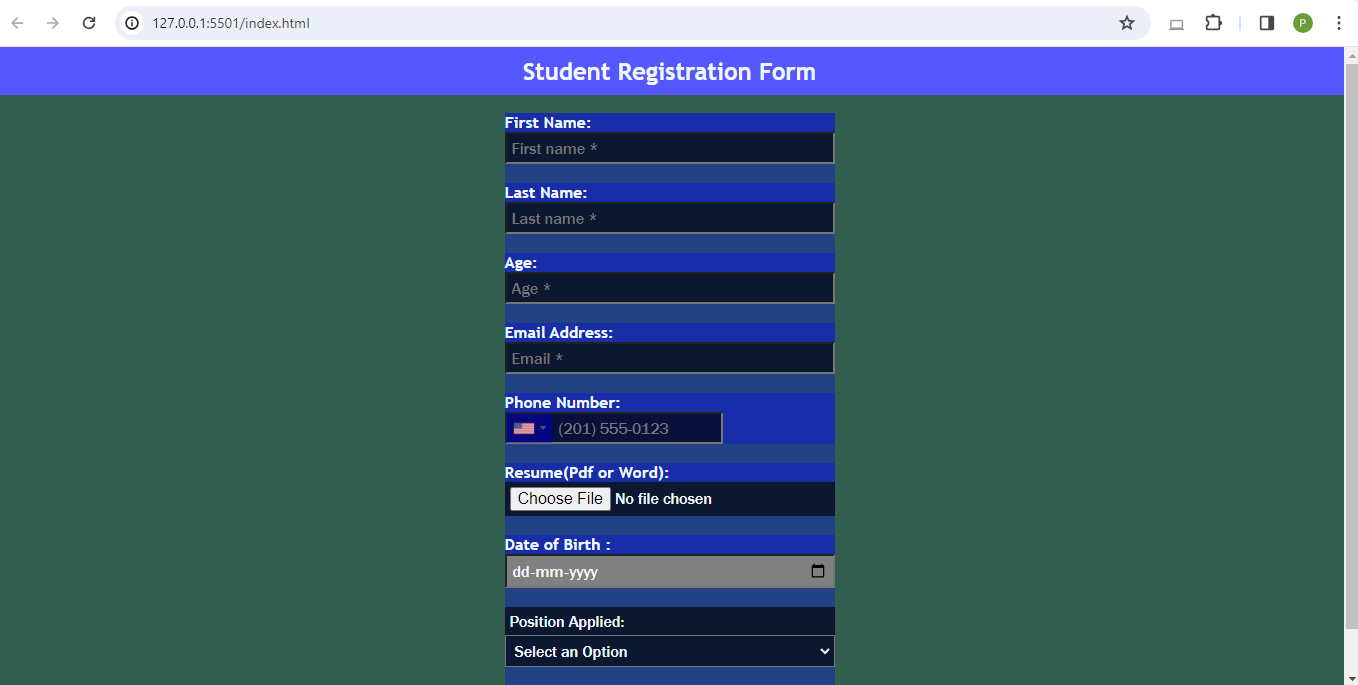 127.0.0.1:5501/index.html
P
Student Registration Form
First Name:
First name *
Last Name:
Last name *
Age:
Age *
Email Address:
Email *
Phone Number:
(201) 555-0123
Resume(Pdf or Word):
Choose File No file chosen
Date of Birth :
dd-mm-yyyy
Position Applied:
Select an Option